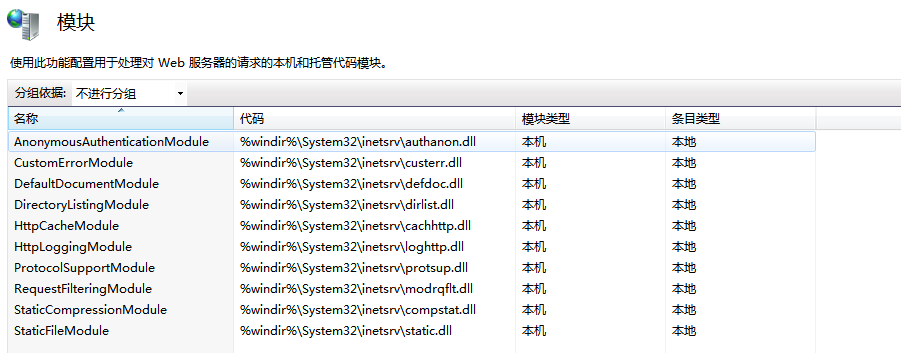 模块
使用此功能配置用于处理对 Web 服务器的请求的本机和托管代码模块。
分组依据: 不进行分组
名称 代码 模块类型 条目类型
AnonymousAuthenticationModule %windir%\System32\inetsrv\authanon.dll 本机 本地
CustomErrorModule %windir%\System32\inetsrv\custerr.dll 本机 本地
DefaultDocumentModule %windir%\System32\inetsrv\defdoc.dll 本机 本地
DirectoryListingModule %windir%\System32\inetsrv\dirlist.dll 本机 本地
HttpCacheModule %windir%\System32\inetsrv\cachhttp.dll 本机 本地
HttpLoggingModule %windir%\System32\inetsrv\loghttp.dll 本机 本地
ProtocolSupportModule %windir%\System32\inetsrv\protsup.dll 本机 本地
RequestFilteringModule %windir%\System32\inetsrv\modrqflt.dll 本机 本地
StaticCompressionModule %windir%\System32\inetsrv\compstat.dll 本机 本地
StaticFileModule %windir%\System32\inetsrv\static.dll 本机 本地